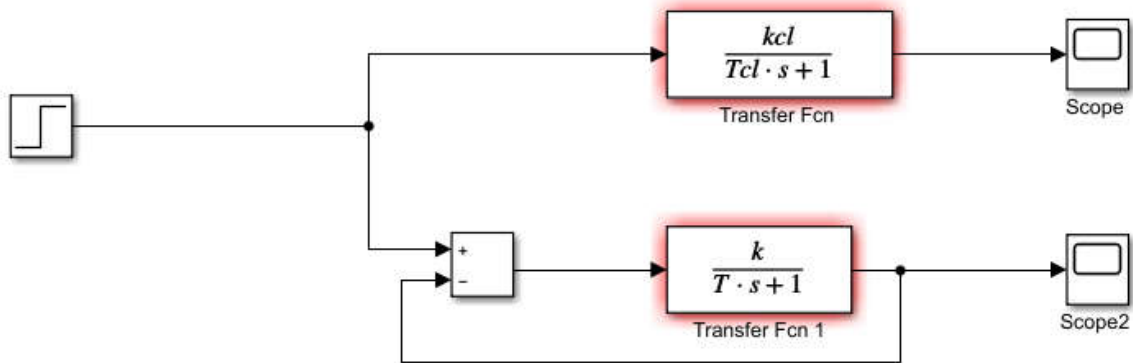 kcl
Tcl · s + 1
Transfer Fcn
Scope
+
−
k
T · s + 1
Transfer Fcn 1
Scope2